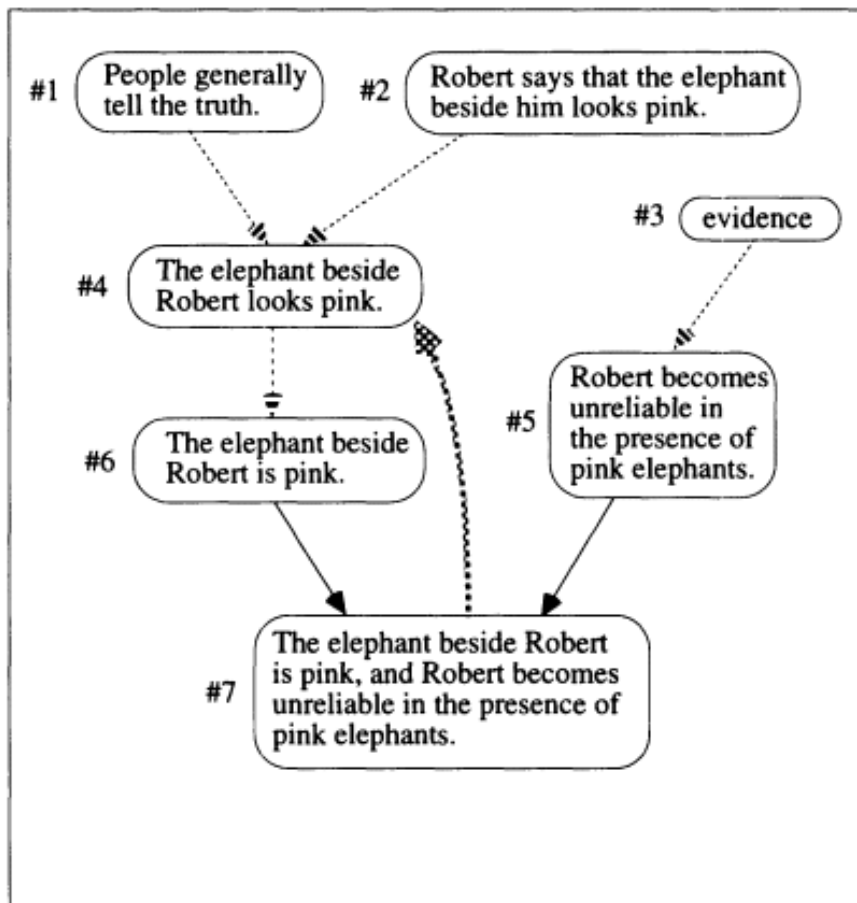 #1
People generally
tell the truth.
#2
Robert says that the elephant
beside him looks pink.
#3
evidence
#4
The elephant beside
Robert looks pink.
#5
Robert becomes
unreliable in
the presence of
pink elephants.
#6
The elephant beside
Robert is pink.
#7
The elephant beside Robert
is pink, and Robert becomes
unreliable in the presence of
pink elephants.